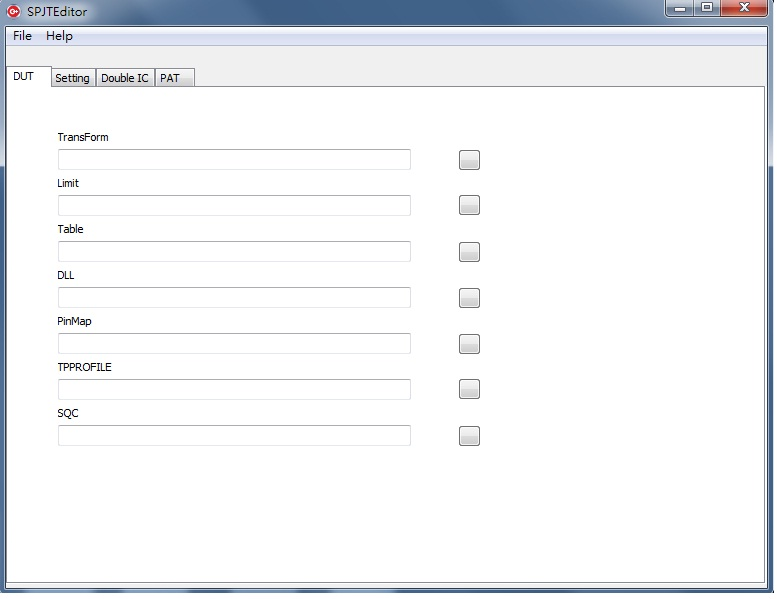 SPJTEditor
File Help
DUT Setting Double IC PAT
TransForm
Limit
Table
DLL
PinMap
TPPROFILE
SQC